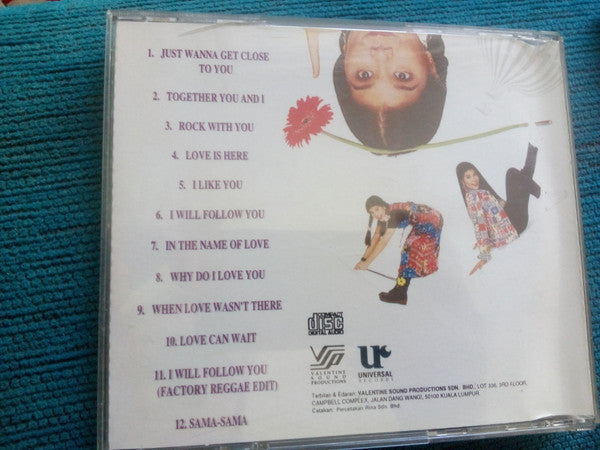 1. JUST WANNA GET CLOSE
TO YOU
2. TOGETHER YOU AND I
3. ROCK WITH YOU
4. LOVE IS HERE
5. I LIKE YOU
6. I WILL FOLLOW YOU
7. IN THE NAME OF LOVE
8. WHY DO I LOVE YOU
9. WHEN LOVE WASN'T THERE
10. LOVE CAN WAIT
11. I WILL FOLLOW YOU
(FACTORY REGGAE EDIT)
12. SAMA-SAMA
COMPACT
disc
DIGITAL AUDIO
VSP
VALENTINE
SOUND
PRODUCTIONS
ur
UNIVERSAL
RECORDS
Terbitan & Edaran: VALENTINE SOUND PRODUCTIONS SDN. BHD., LOT 336, 3RD FLOOR,
CAMPBELL COMPLEX, JALAN DANG WANGI, 50100 KUALA LUMPUR.
Cetakan: Percetakan Rina Sdn. Bhd.